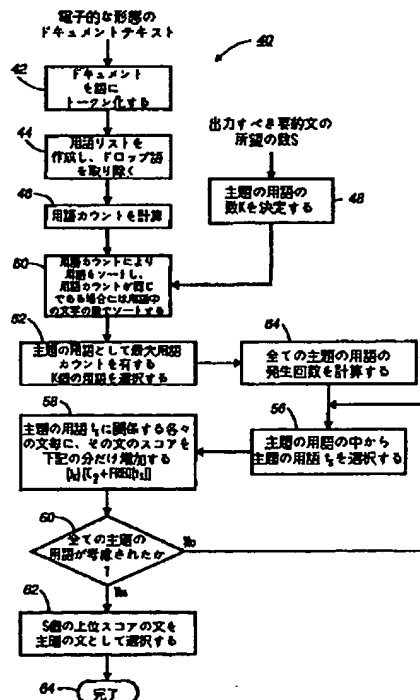 電子的な形態の
ドキュメントテキスト
40
42
ドキュメント
を語に
トークン化する
44
用語リストを
作成し、ドロップ語
を取り除く
出力すべき要約文の
所望の数S
46
用語カウントを計算
主題の用語の
数Kを決定する
48
50
用語カウントにより
用語をソートし、
用語カウントが同じ
である場合には用語中
の文字の数でソートする
52
主題の用語として最大用語
カウントを有する
K個の用語を選択する
54
全ての主題の用語の
発生回数を計算する
58
主題の用語 tsに関係する各々
の文毎に、その文のスコアを
下記の分だけ増加する
56
主題の用語の中から
主題の用語 tsを選択する
60
全ての主題の
用語が考慮されたか
?
No
Yes
62
S個の上位スコアの文を
主題の文として選択する
64
完了